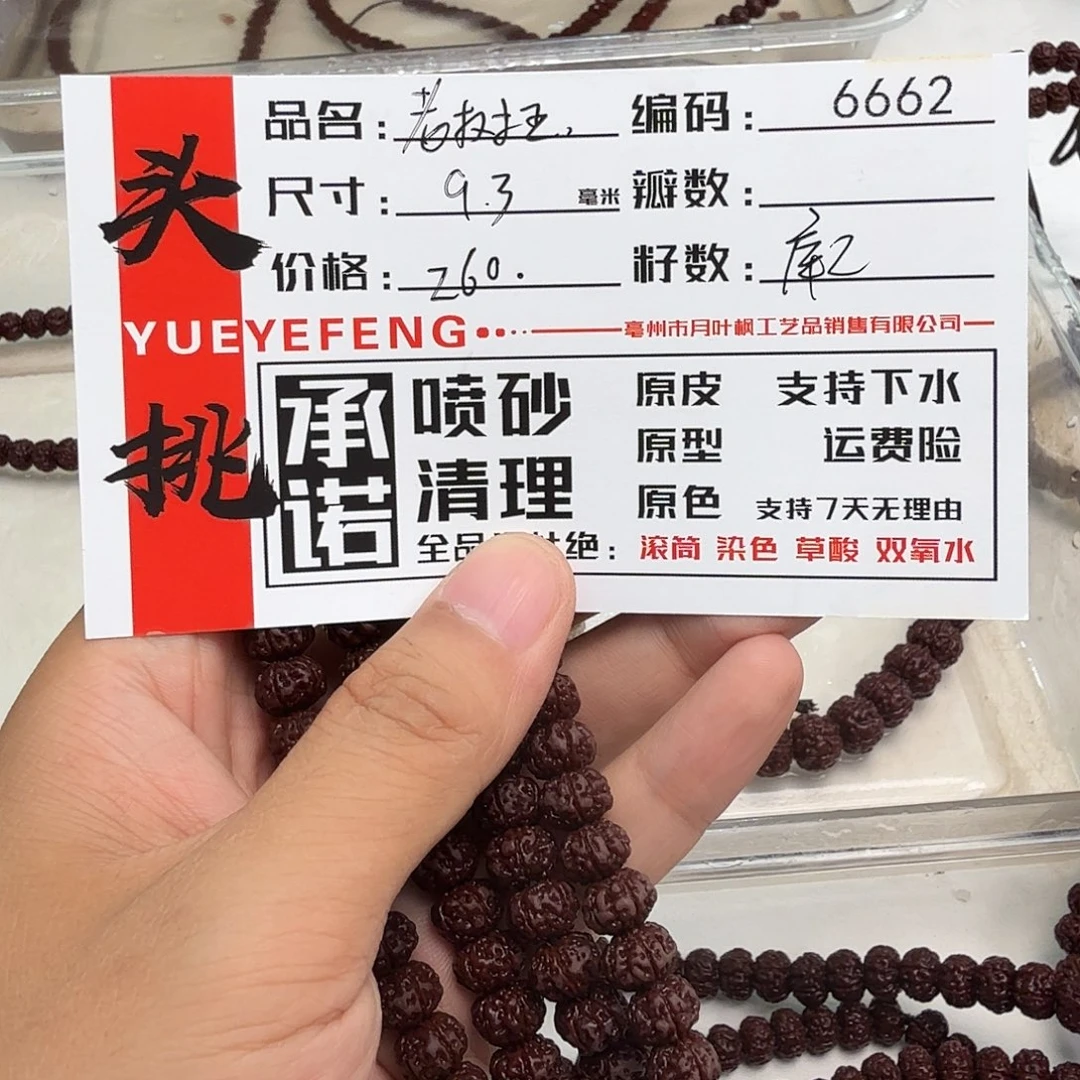 头挑
品名: 编码: 6662
尺寸: 9.3 毫米 瓣数:
价格: 260. 籽数:
YUEYEFENG
亳州市月叶枫工艺品销售有限公司
承诺
喷砂 原皮 支持下水
清理 原型 运费险
原色 支持7天无理由
全品 绝: 滚筒 染色 草酸 双氧水